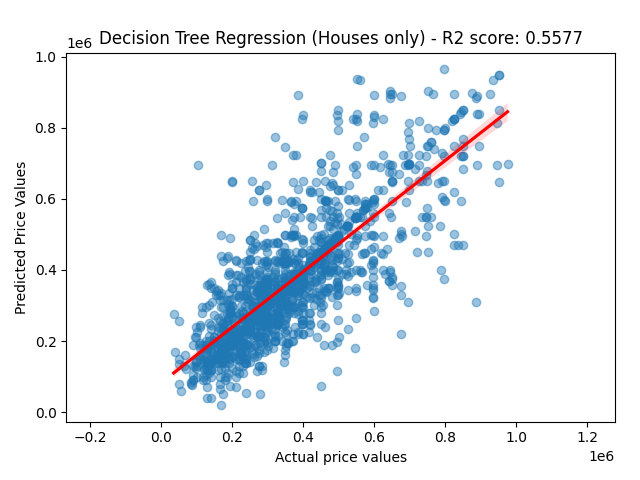 Decision Tree Regression (Houses only) - R2 score: 0.5577
1e6
1.0
0.8
0.6
0.4
0.2
0.0
Predicted Price Values
−0.2 0.0 0.2 0.4 0.6 0.8 1.0 1.2
1e6
Actual price values